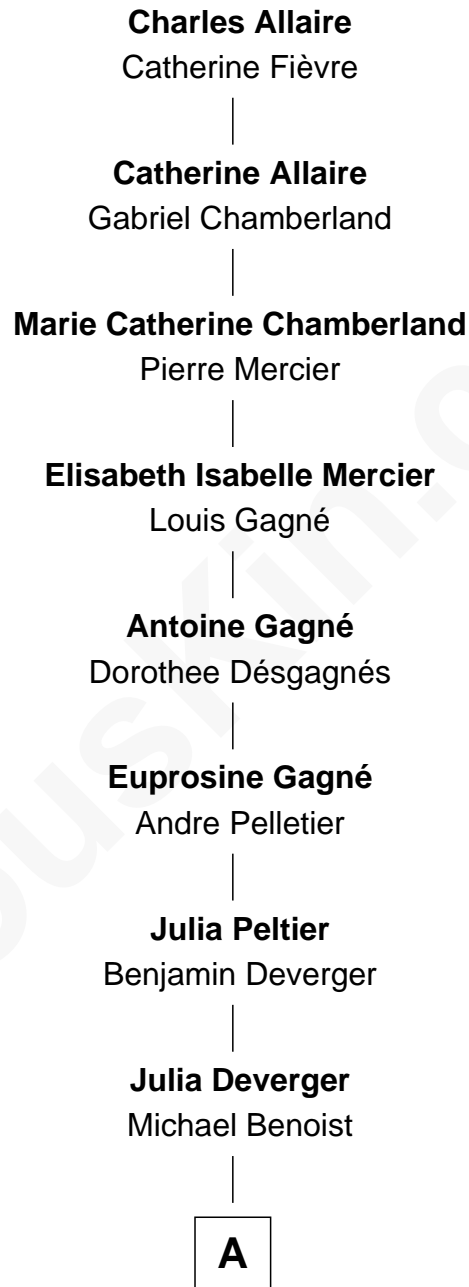 Charles Allaire
Catherine Fièvre
Catherine Allaire
Gabriel Chamberland
Marie Catherine Chamberland
Pierre Mercier
Elisabeth Isabelle Mercier
Louis Gagné
Antoine Gagné
Dorothee Désgagnés
Euprosine Gagné
Andre Pelletier
Julia Peltier
Benjamin Deverger
Julia Deverger
Michael Benoist
A